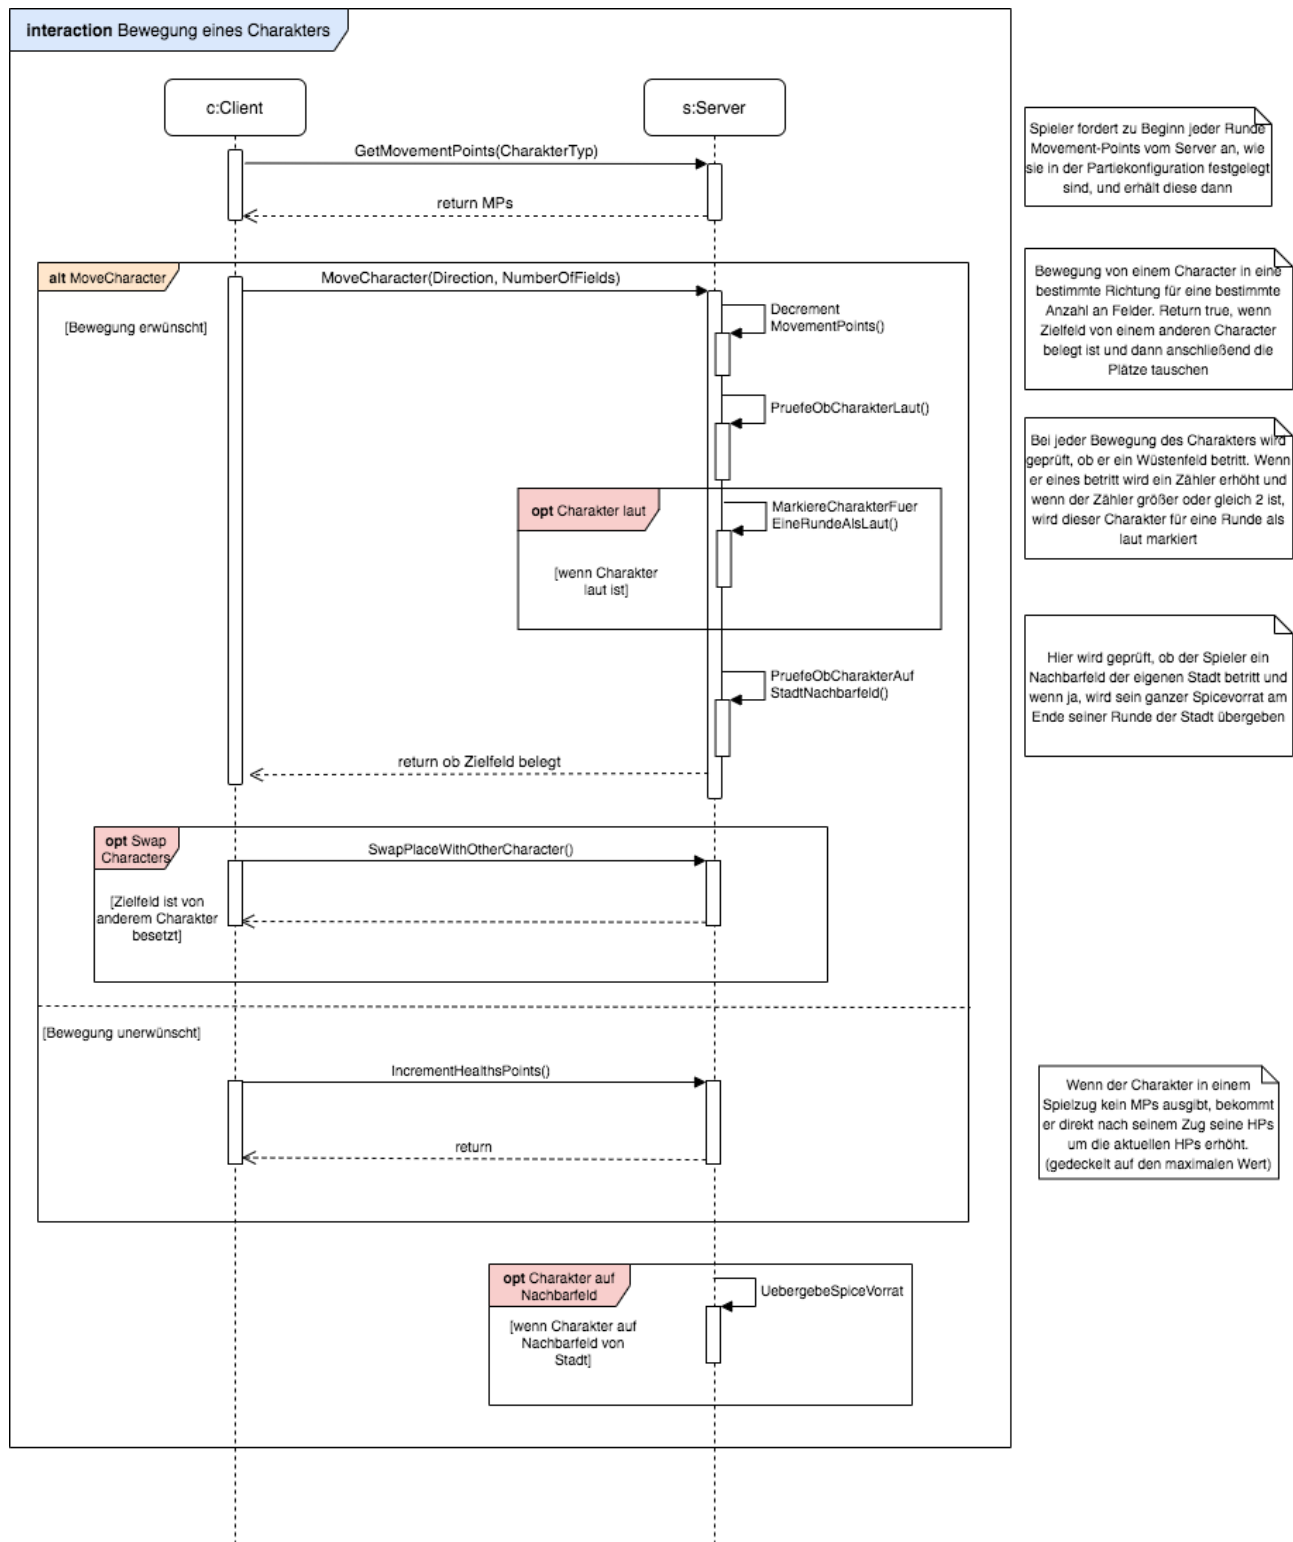 interaction Bewegung eines Charakters
c:Client
s:Server
GetMovementPoints(CharakterTyp)
return MPs
Spieler fordert zu Beginn jeder Runde
Movement-Points vom Server an, wie
sie in der Partiekonfiguration festgelegt
sind, und erhält diese dann
alt MoveCharacter
MoveCharacter(Direction, NumberOfFields)
[Bewegung erwünscht]
Decrement
MovementPoints()
Bewegung von einem Character in eine
bestimmte Richtung für eine bestimmte
Anzahl an Felder. Return true, wenn
Zielfeld von einem anderen Character
belegt ist und dann anschließend die
Plätze tauschen
PruefeObCharakterLaut()
Bei jeder Bewegung des Charakters wird
geprüft, ob er ein Wüstenfeld betritt. Wenn
er eines betritt wird ein Zähler erhöht und
wenn der Zähler größer oder gleich 2 ist,
wird dieser Charakter für eine Runde als
laut markiert
opt Charakter laut
MarkiereCharakterFuer
EineRundeAlsLaut()
[wenn Charakter
laut ist]
PruefeObCharakterAuf
StadtNachbarfeld()
Hier wird geprüft, ob der Spieler ein
Nachbarfeld der eigenen Stadt betritt und
wenn ja, wird sein ganzer Spicevorrat am
Ende seiner Runde der Stadt übergeben
return ob Zielfeld belegt
opt Swap
Characters
SwapPlaceWithOtherCharacter()
[Zielfeld ist von
anderem Charakter
besetzt]
[Bewegung unerwünscht]
IncrementHealthsPoints()
return
Wenn der Charakter in einem
Spielzug kein MPs ausgibt, bekommt
er direkt nach seinem Zug seine HPs
um die aktuellen HPs erhöht.
(gedeckelt auf den maximalen Wert)
opt Charakter auf
Nachbarfeld
UebergebeSpiceVorrat
[wenn Charakter auf
Nachbarfeld von
Stadt]